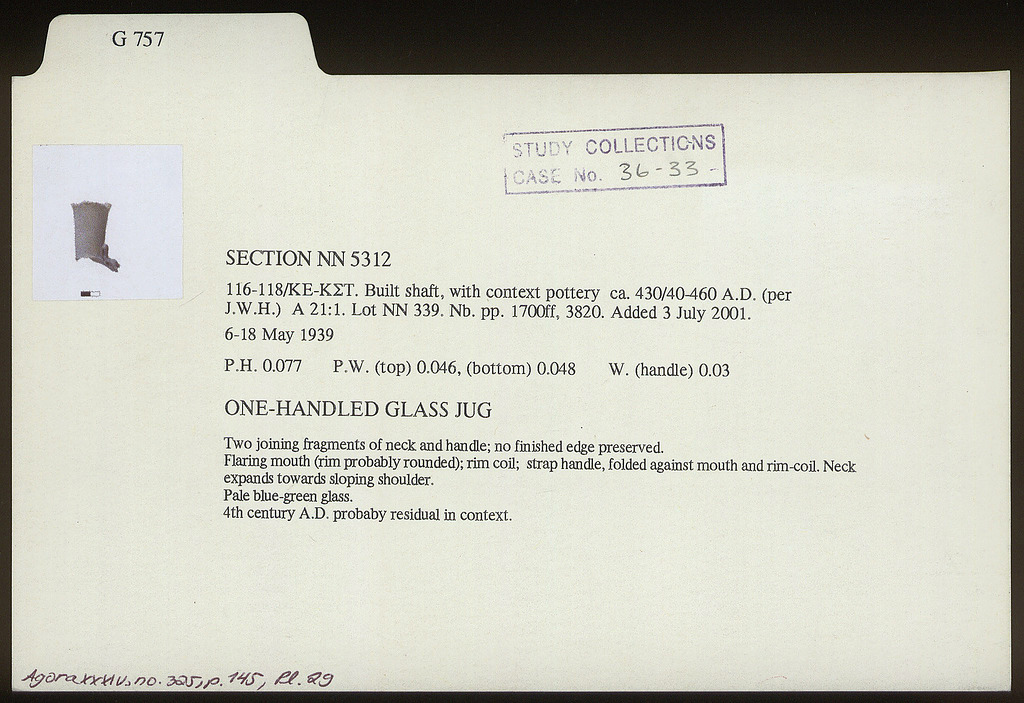 G 757
STUDY COLLECTIONS
CASE No. 36-33-
SECTION NN 5312
116-118/ΚΕ-ΚΣΤ. Built shaft, with context pottery ca. 430/40-460 A.D. (per
J.W.H.) A 21:1. Lot NN 339. Nb. pp. 1700ff, 3820. Added 3 July 2001.
6-18 May 1939
P.H. 0.077 P.W. (top) 0.046, (bottom) 0.048 W. (handle) 0.03
ONE-HANDLED GLASS JUG
Two joining fragments of neck and handle; no finished edge preserved.
Flaring mouth (rim probably rounded); rim coil; strap handle, folded against mouth and rim-coil. Neck
expands towards sloping shoulder.
Pale blue-green glass.
4th century A.D. probaby residual in context.
Agora XXXIV, no. 325, p. 145, Pl. 29